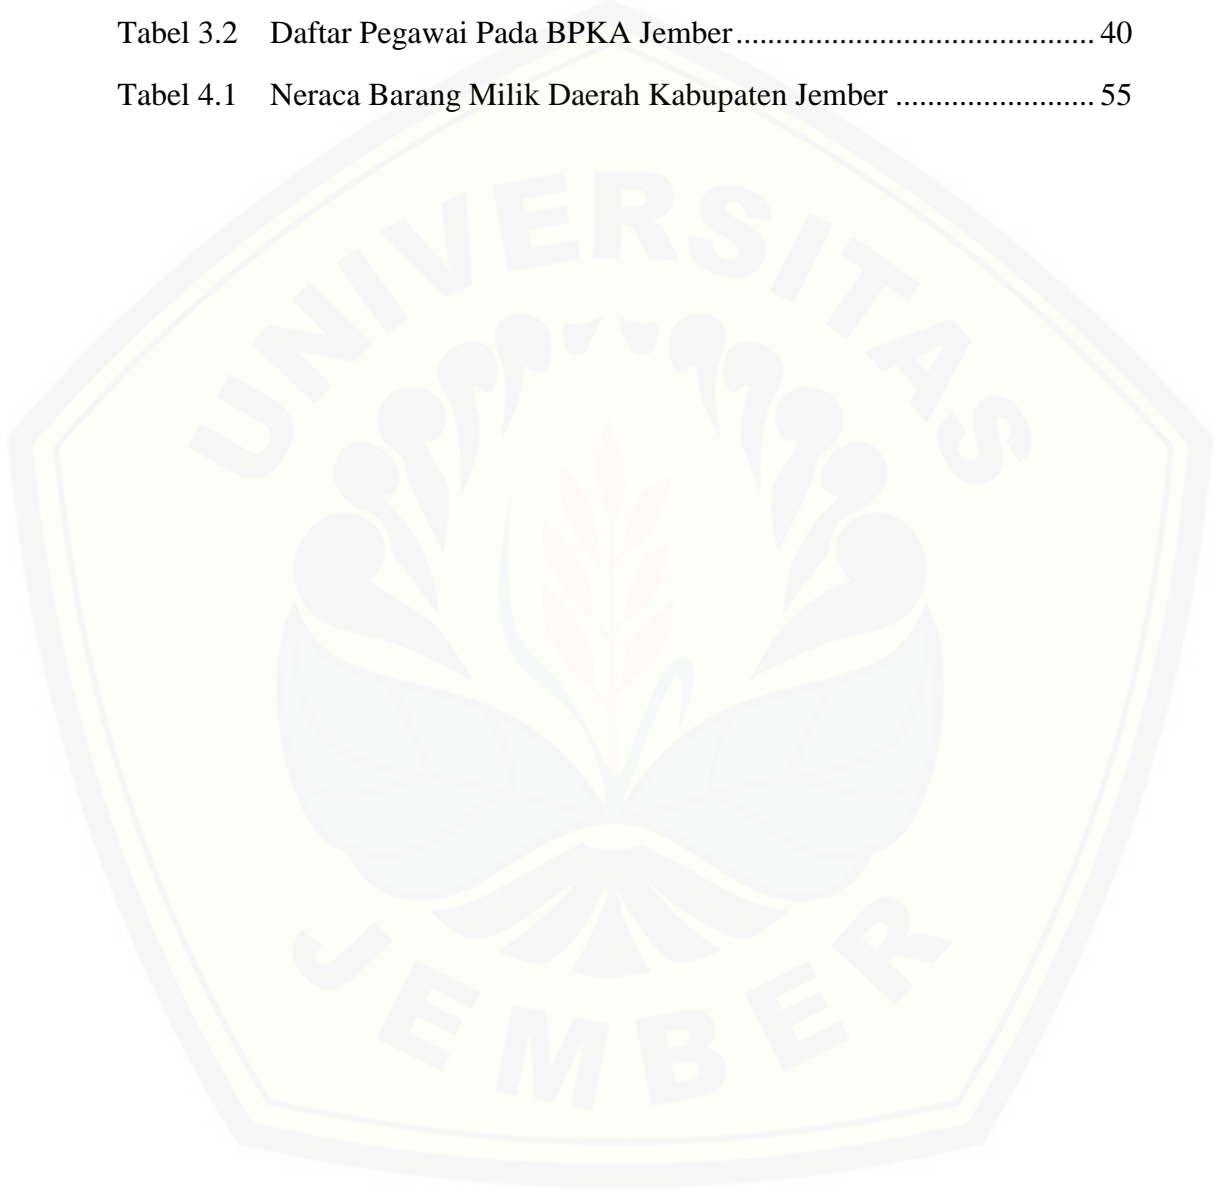 Tabel 3.2 Daftar Pegawai Pada BPKA Jember............................................. 40
Tabel 4.1 Neraca Barang Milik Daerah Kabupaten Jember ......................... 55
UNIVERSITAS
JEMBER